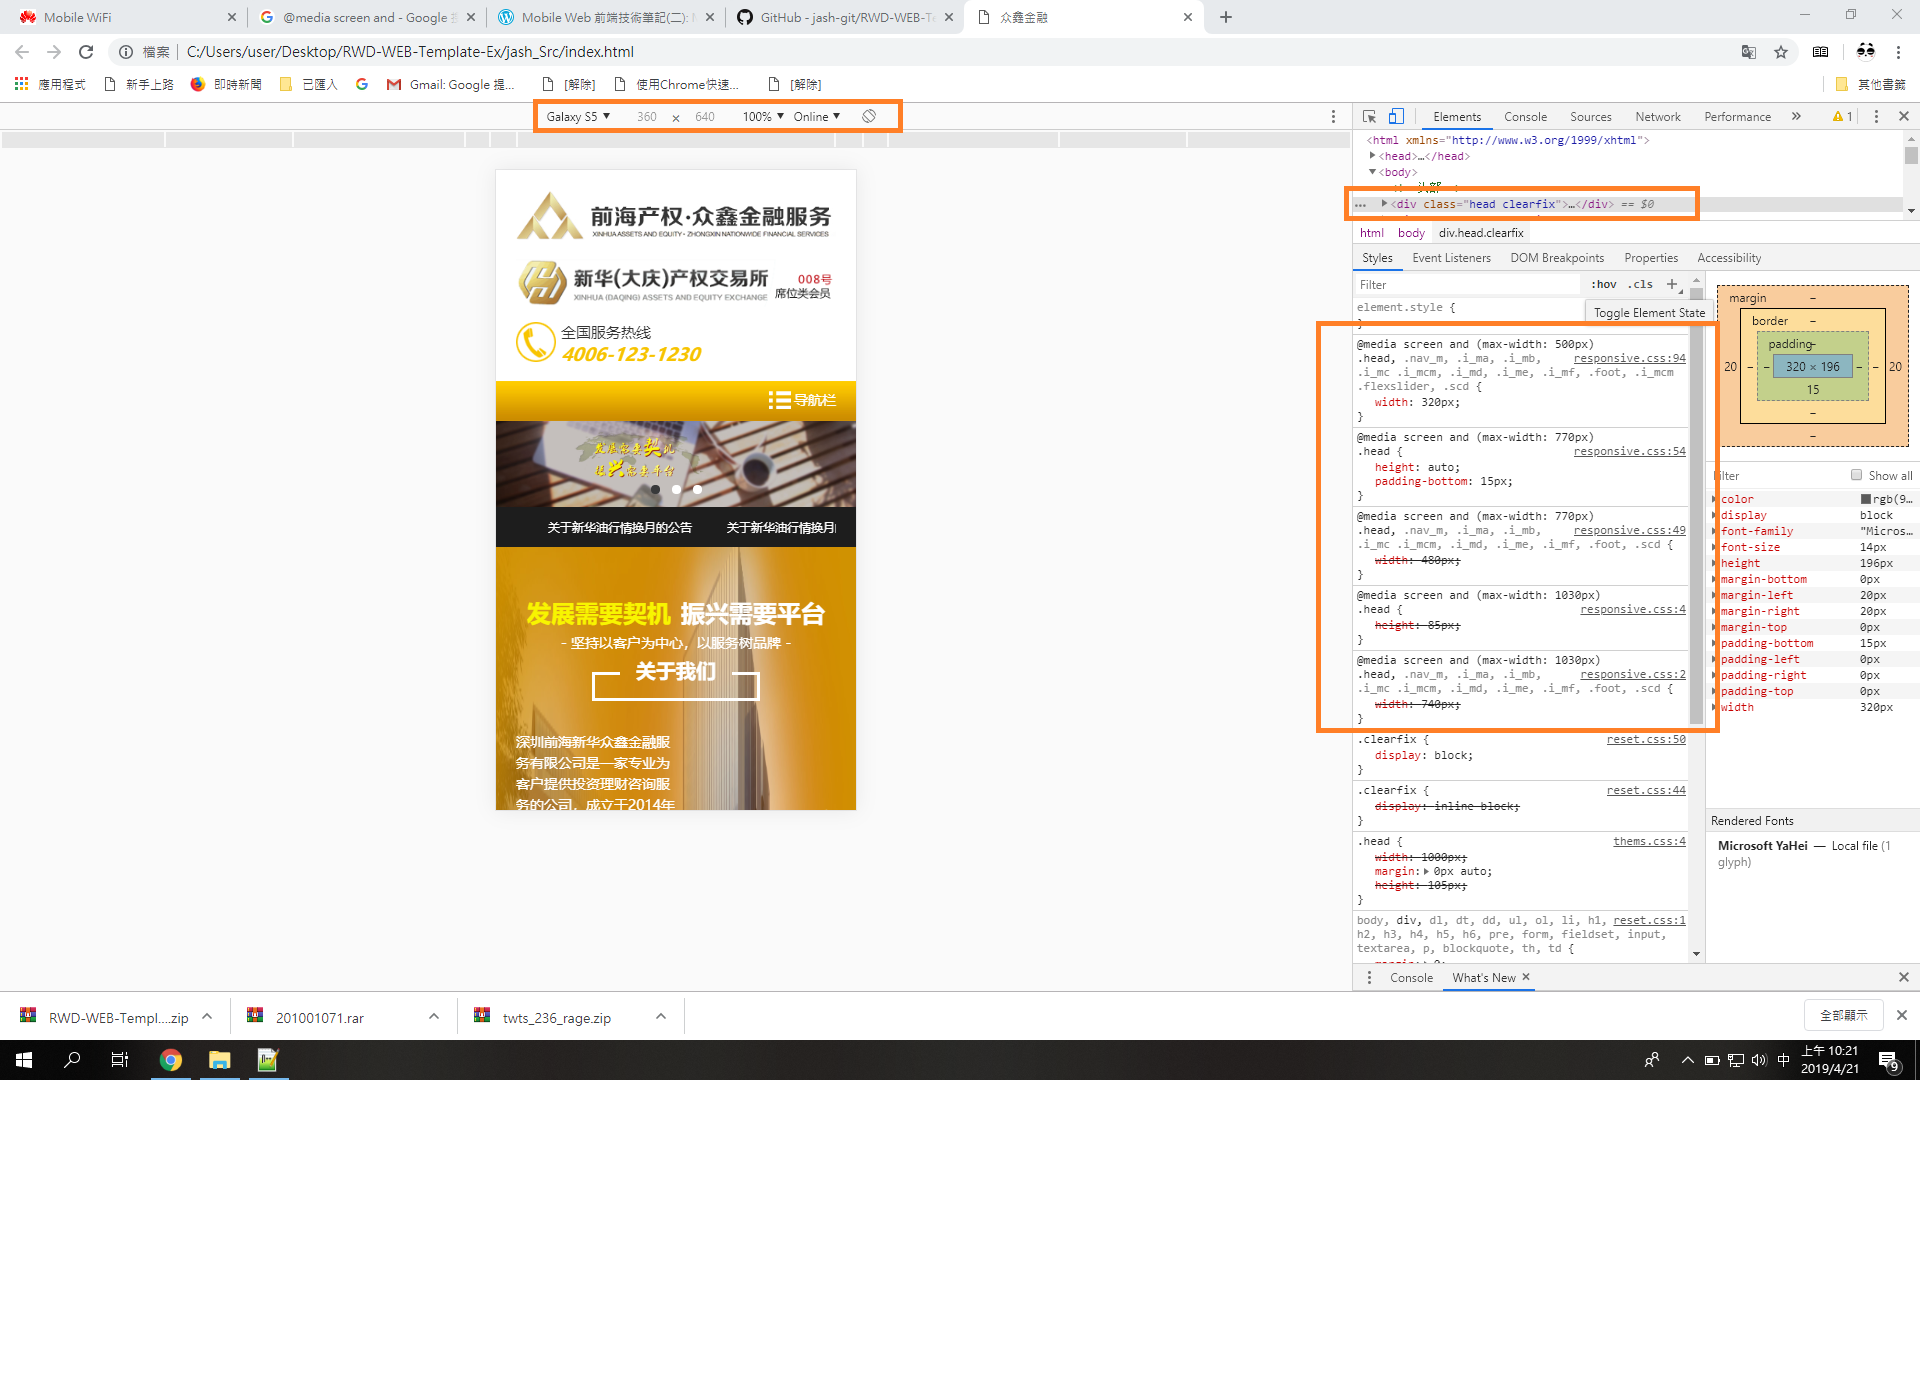 Mobile WiFi
@media screen and - Google
Mobile Web 前端技術筆記(二):
GitHub - jash-git/RWD-WEB-Te
众鑫金融
檔案 C:/Users/user/Desktop/RWD-WEB-Template-Ex/jash_Src/index.html
應用程式 新手上路 即時新聞 已匯入 Gmail: Google 提... [解除] 使用Chrome快速... [解除] 其他書籤
Galaxy S5 360 × 640 100% Online
前海产权·众鑫金融服务
XINHUA ASSETS AND EQUITY - ZHONGXIN NATIONWIDE FINANCIAL SERVICES
新华(大庆)产权交易所 008号
XINHUA (DAQING) ASSETS AND EQUITY EXCHANGE 席位类会员
全国服务热线
4006-123-1230
导航栏
发展需要契机
振兴需要平台
关于新华油行情换月的公告 关于新华油行情换月
发展需要契机 振兴需要平台
- 坚持以客户为中心，以服务树品牌 -
关于我们
深圳前海新华众鑫金融服
务有限公司是一家专业为
客户提供投资理财咨询服
务的公司，成立于2014年
Elements Console Sources Network Performance » 1
<html xmlns="http://www.w3.org/1999/xhtml">
<head>…</head>
<body>
头部
… <div class="head clearfix">…</div> == $0
html body div.head.clearfix
Styles Event Listeners DOM Breakpoints Properties Accessibility
Filter :hov .cls +
Toggle Element State
element.style {
}
@media screen and (max-width: 500px)
.head, .nav_m, .i_ma, .i_mb, responsive.css:94
.i_mc .i_mcm, .i_md, .i_me, .i_mf, .foot, .i_mcm
.flexslider, .scd {
width: 320px;
}
@media screen and (max-width: 770px)
.head { responsive.css:54
height: auto;
padding-bottom: 15px;
}
@media screen and (max-width: 770px)
.head, .nav_m, .i_ma, .i_mb, responsive.css:49
.i_mc .i_mcm, .i_md, .i_me, .i_mf, .foot, .scd {
width: 480px;
}
@media screen and (max-width: 1030px)
.head { responsive.css:4
height: 85px;
}
@media screen and (max-width: 1030px)
.head, .nav_m, .i_ma, .i_mb, responsive.css:2
.i_mc .i_mcm, .i_md, .i_me, .i_mf, .foot, .scd {
width: 740px;
}
.clearfix { reset.css:50
display: block;
}
.clearfix { reset.css:44
display: inline-block;
}
.head { thems.css:4
width: 1000px;
margin: 0px auto;
height: 105px;
}
body, div, dl, dt, dd, ul, ol, li, h1, reset.css:1
h2, h3, h4, h5, h6, pre, form, fieldset, input,
textarea, p, blockquote, th, td {
margin: 0;
margin –
border –
padding –
20 – – 320 × 196 – – 20
15
–
–
Filter Show all
color rgb(9…
display block
font-family "Micros…
font-size 14px
height 196px
margin-bottom 0px
margin-left 20px
margin-right 20px
margin-top 0px
padding-bottom 15px
padding-left 0px
padding-right 0px
padding-top 0px
width 320px
Rendered Fonts
Microsoft YaHei — Local file (1
glyph)
Console What's New ×
RWD-WEB-Templ....zip 201001071.rar twts_236_rage.zip 全部顯示
中 上午 10:21
2019/4/21
9